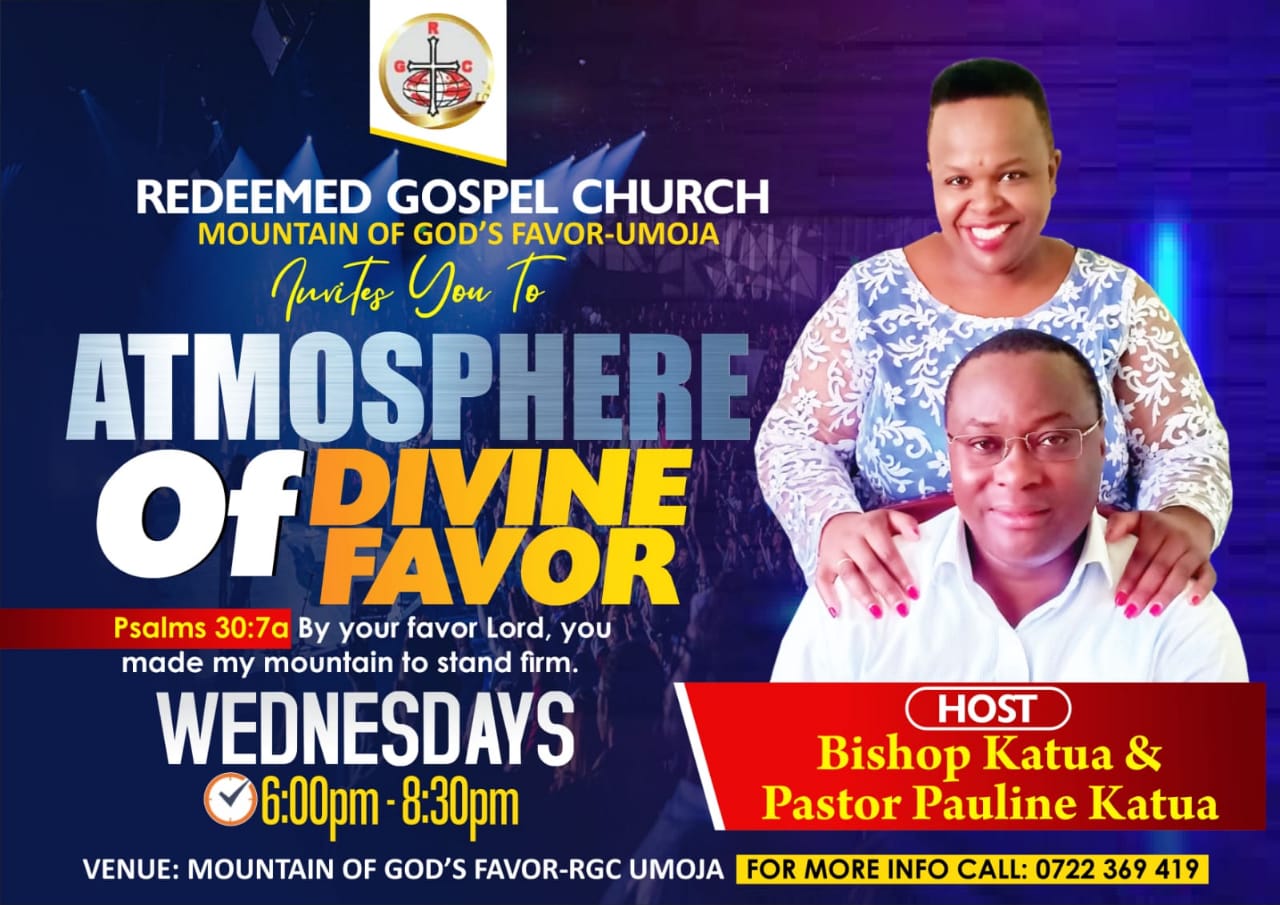 R
G C
REDEEMED GOSPEL CHURCH
MOUNTAIN OF GOD'S FAVOR-UMOJA
Invites You To
ATMOSPHERE
Of DIVINE
FAVOR
Psalms 30:7a By your favor Lord, you
made my mountain to stand firm.
WEDNESDAYS
6:00pm - 8:30pm
HOST
Bishop Katua &
Pastor Pauline Katua
VENUE: MOUNTAIN OF GOD'S FAVOR-RGC UMOJA FOR MORE INFO CALL: 0722 369 419